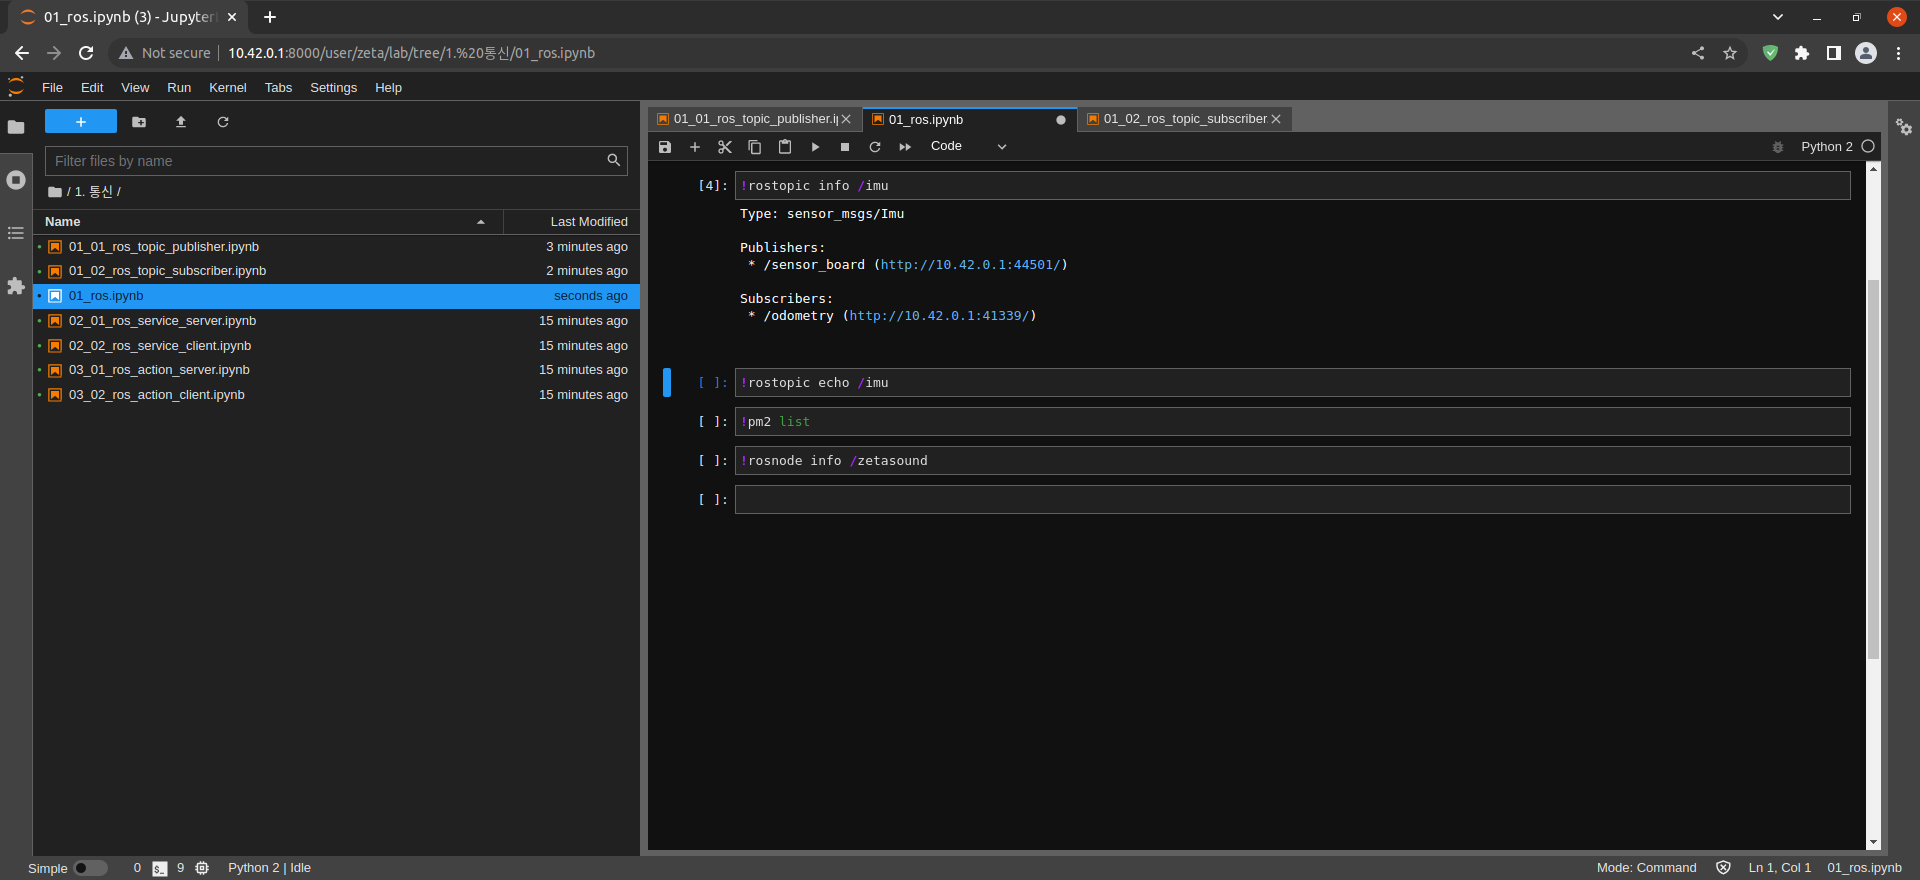 01_ros.ipynb (3) - Jupyter
Not secure | 10.42.0.1:8000/user/zeta/lab/tree/1.%20통신/01_ros.ipynb
File Edit View Run Kernel Tabs Settings Help
Filter files by name
/ 1. 통신 /
Name Last Modified
01_01_ros_topic_publisher.ipynb 3 minutes ago
01_02_ros_topic_subscriber.ipynb 2 minutes ago
01_ros.ipynb seconds ago
02_01_ros_service_server.ipynb 15 minutes ago
02_02_ros_service_client.ipynb 15 minutes ago
03_01_ros_action_server.ipynb 15 minutes ago
03_02_ros_action_client.ipynb 15 minutes ago
01_01_ros_topic_publisher.i 01_ros.ipynb 01_02_ros_topic_subscriber.
Code Python 2
[4]: !rostopic info /imu
Type: sensor_msgs/Imu
Publishers:
* /sensor_board (http://10.42.0.1:44501/)
Subscribers:
* /odometry (http://10.42.0.1:41339/)
[ ]: !rostopic echo /imu
[ ]: !pm2 list
[ ]: !rosnode info /zetasound
[ ]:
Simple 0 $_ 9 Python 2 | Idle Mode: Command Ln 1, Col 1 01_ros.ipynb